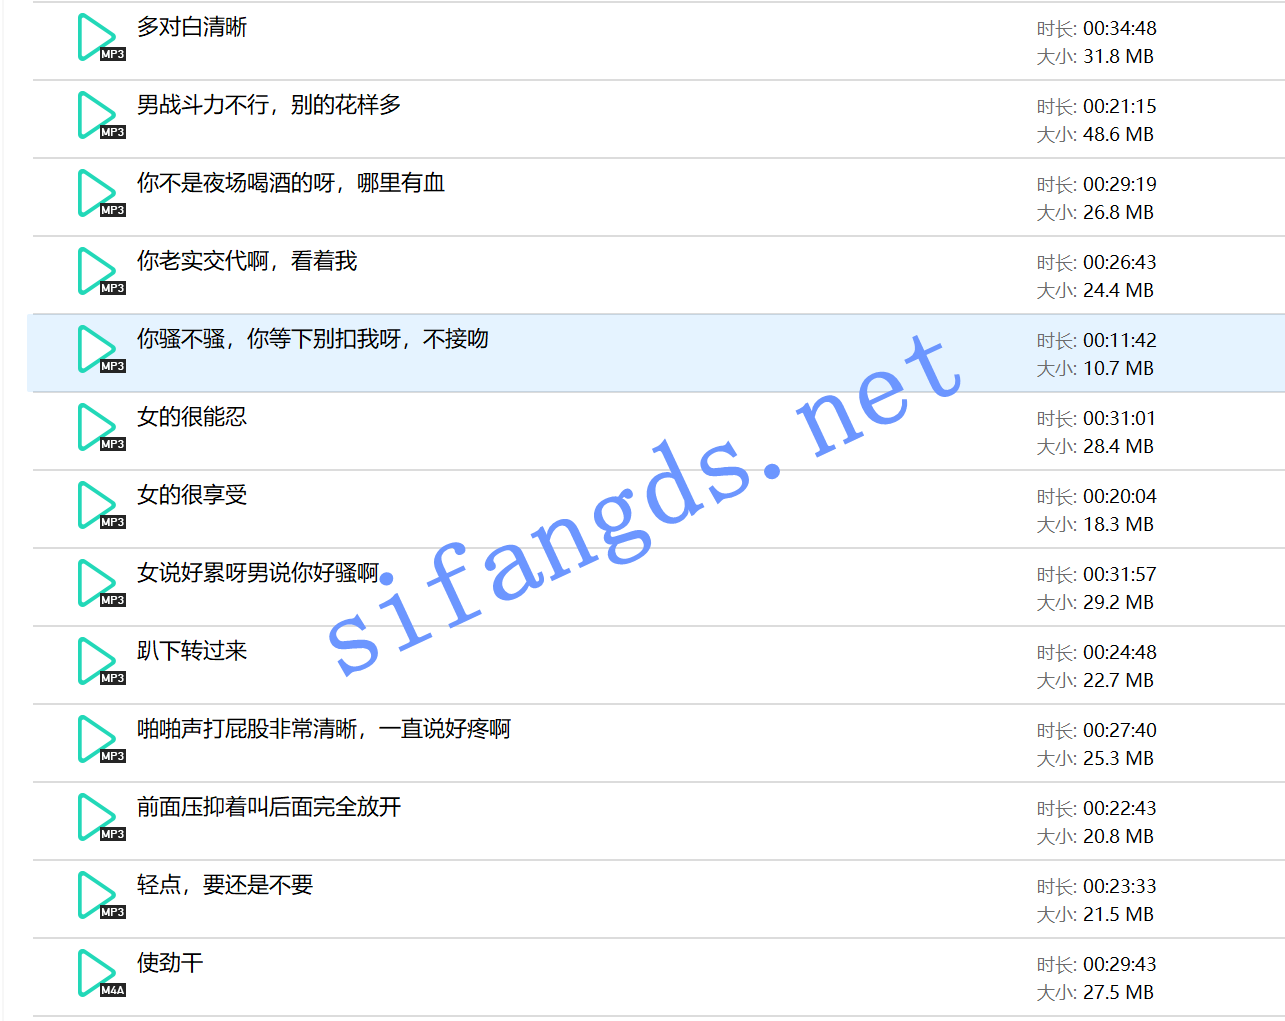 多对白清晰
时长: 00:34:48
MP3
大小: 31.8 MB
男战斗力不行，别的花样多
时长: 00:21:15
MP3
大小: 48.6 MB
你不是夜场喝酒的呀，哪里有血
时长: 00:29:19
MP3
大小: 26.8 MB
你老实交代啊，看着我
时长: 00:26:43
MP3
大小: 24.4 MB
你骚不骚，你等下别扣我呀，不接吻
时长: 00:11:42
MP3
大小: 10.7 MB
女的很能忍
时长: 00:31:01
MP3
大小: 28.4 MB
女的很享受
时长: 00:20:04
MP3
大小: 18.3 MB
女说好累呀男说你好骚啊
时长: 00:31:57
MP3
大小: 29.2 MB
趴下转过来
时长: 00:24:48
MP3
大小: 22.7 MB
啪啪声打屁股非常清晰，一直说好疼啊
时长: 00:27:40
MP3
大小: 25.3 MB
前面压抑着叫后面完全放开
时长: 00:22:43
MP3
大小: 20.8 MB
轻点，要还是不要
时长: 00:23:33
MP3
大小: 21.5 MB
使劲干
时长: 00:29:43
M4A
大小: 27.5 MB
sifangds.net